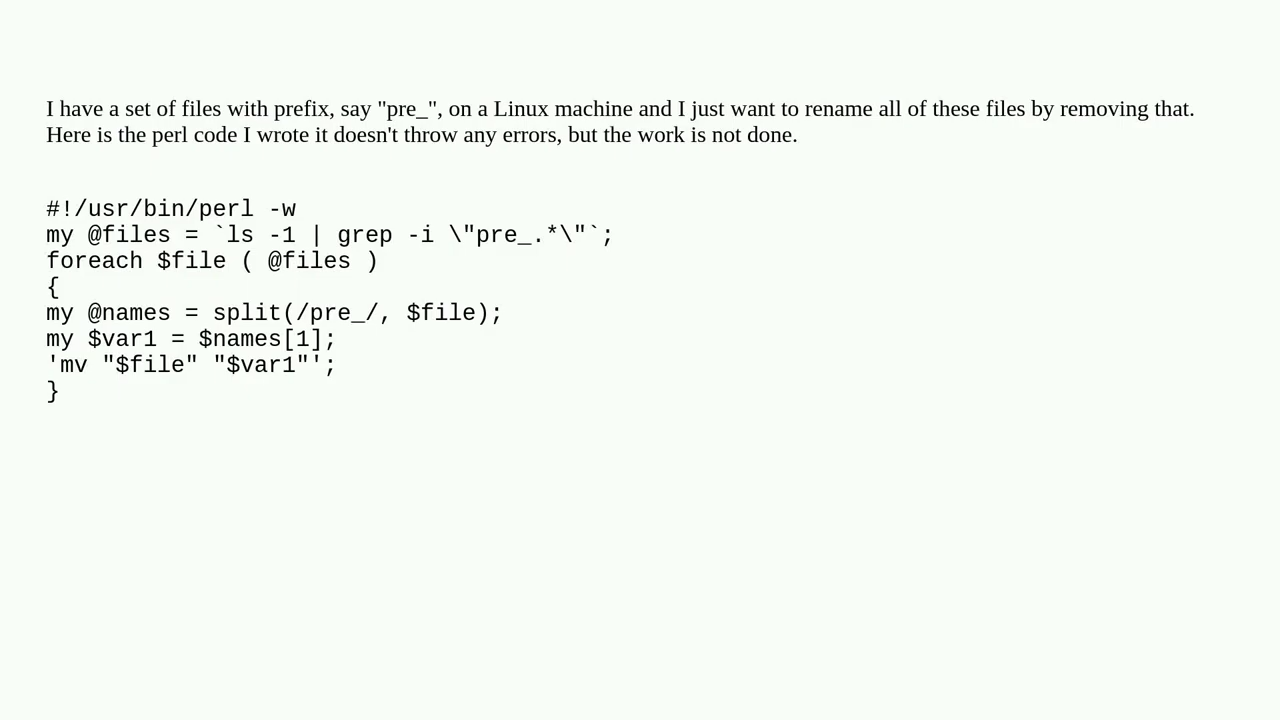 I have a set of files with prefix, say "pre_", on a Linux machine and I just want to rename all of these files by removing that.
Here is the perl code I wrote it doesn't throw any errors, but the work is not done.
#!/usr/bin/perl -w
my @files = `ls -1 | grep -i \"pre_.*\"`;
foreach $file ( @files )
{
my @names = split(/pre_/, $file);
my $var1 = $names[1];
'mv "$file" "$var1"';
}